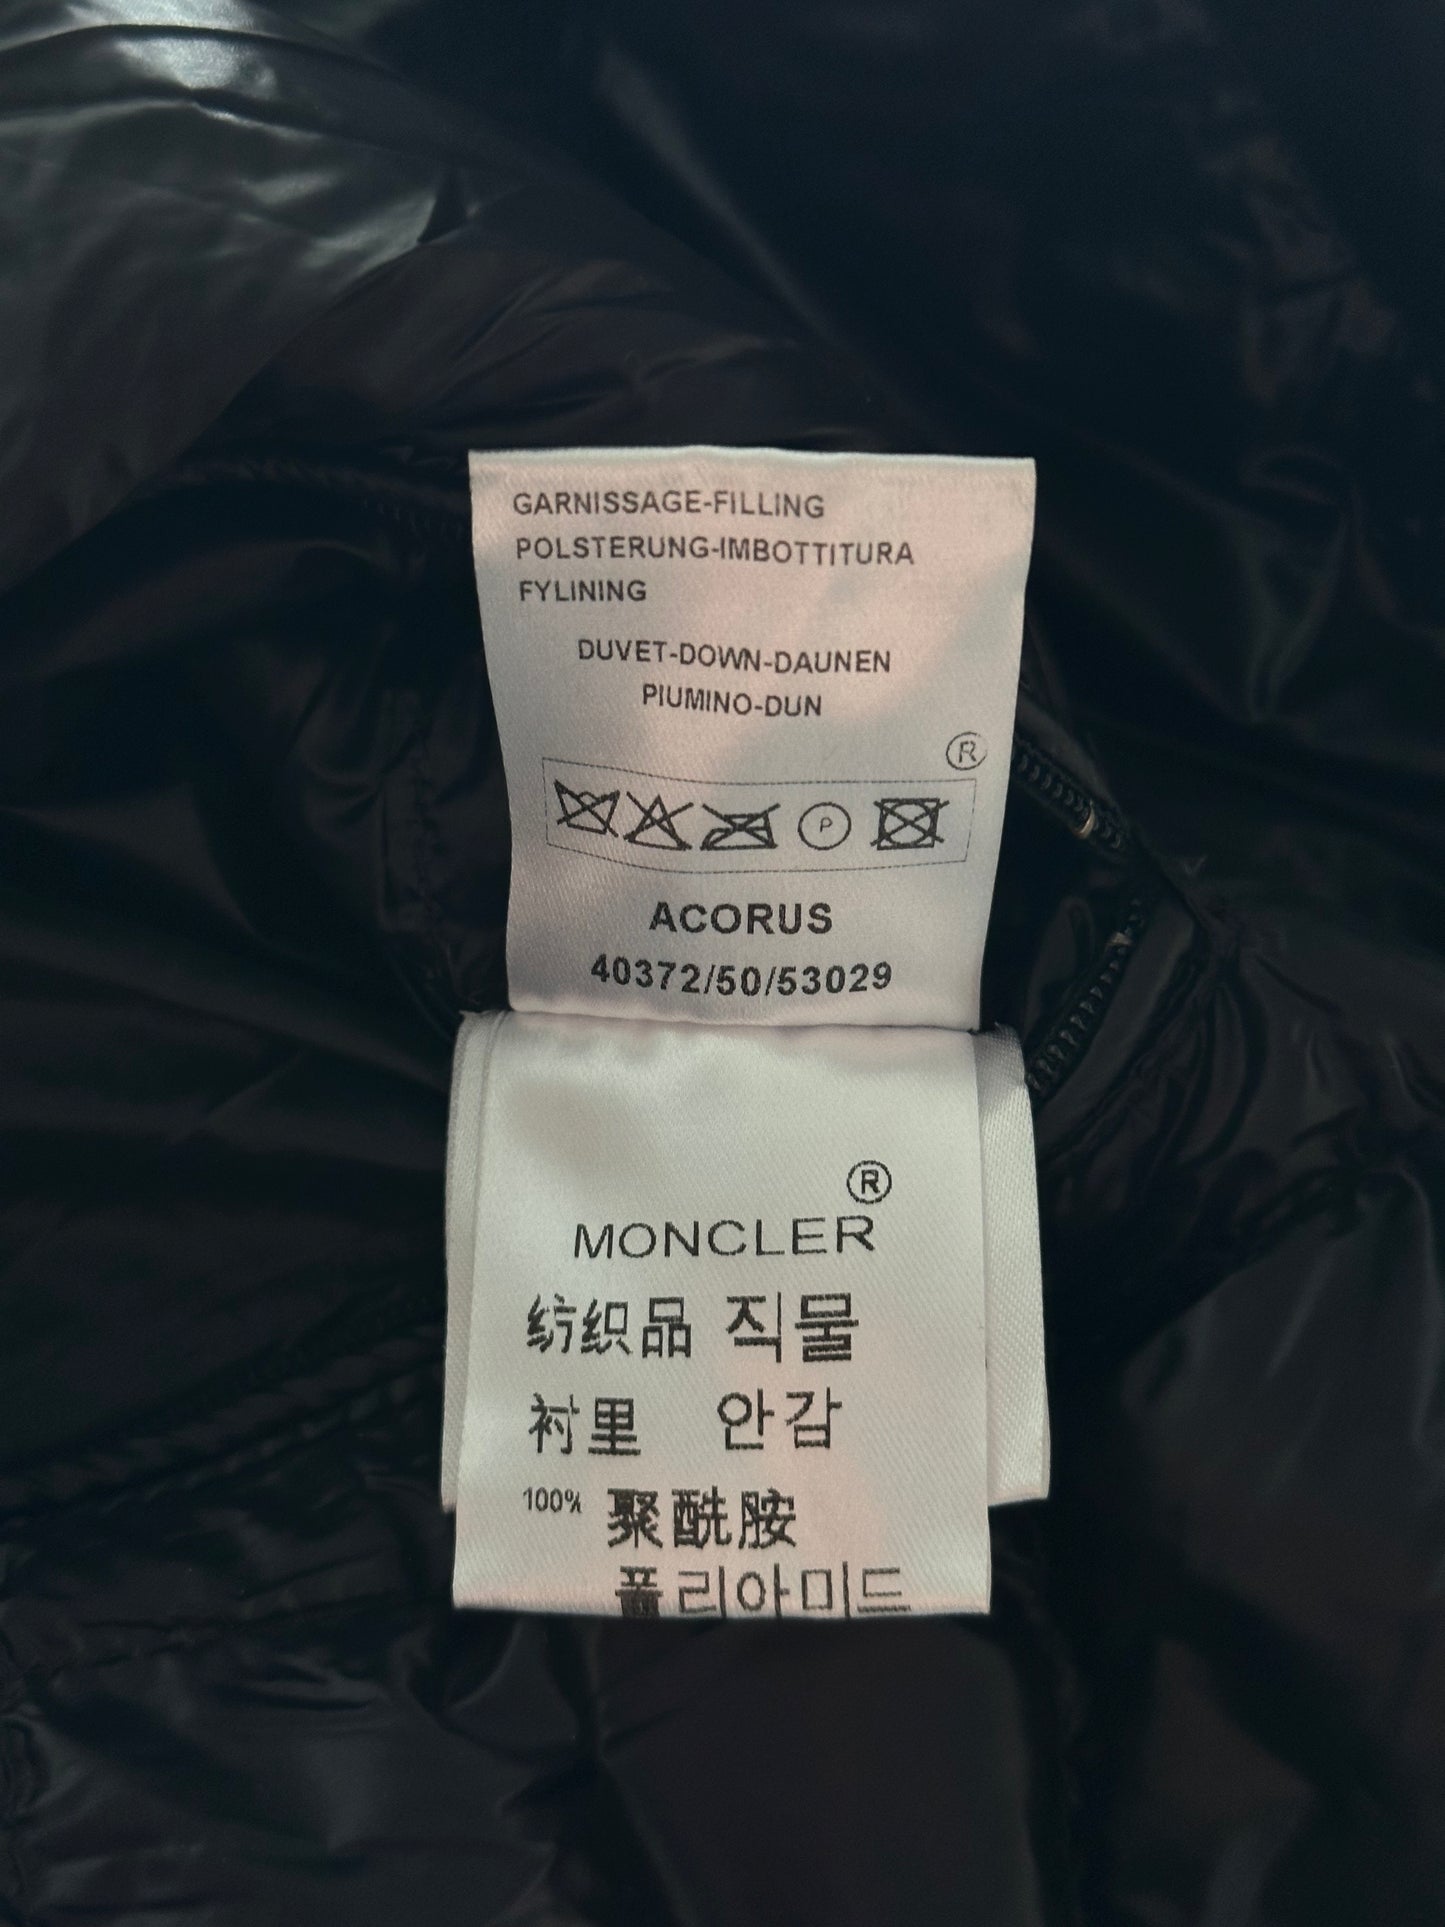 GARNISSAGE-FILLING
POLSTERUNG-IMBOTTITURA
FYLINING
DUVET-DOWN-DAUNEN
PIUMINO-DUN
®
P
ACORUS
40372/50/53029
®
MONCLER
纺织品 직물
衬里 안감
100% 聚酰胺
폴리아미드